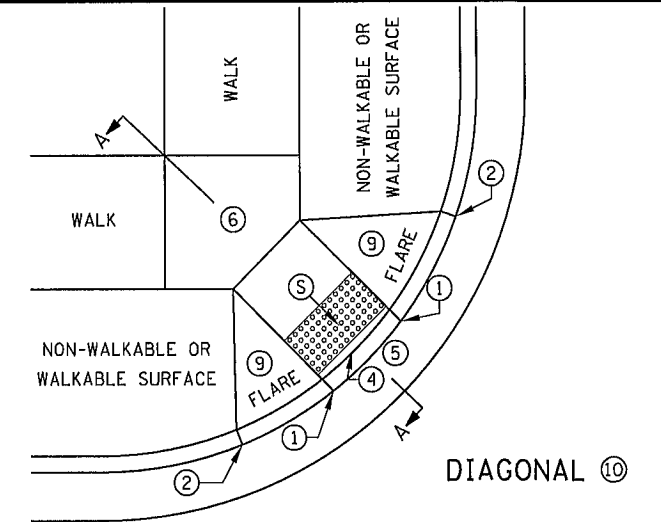 WALK
NON-WALKABLE OR
WALKABLE SURFACE
A
2
WALK
6
9
FLARE
S
1
NON-WALKABLE OR
WALKABLE SURFACE
9
FLARE
5
4
A
1
2
DIAGONAL 10